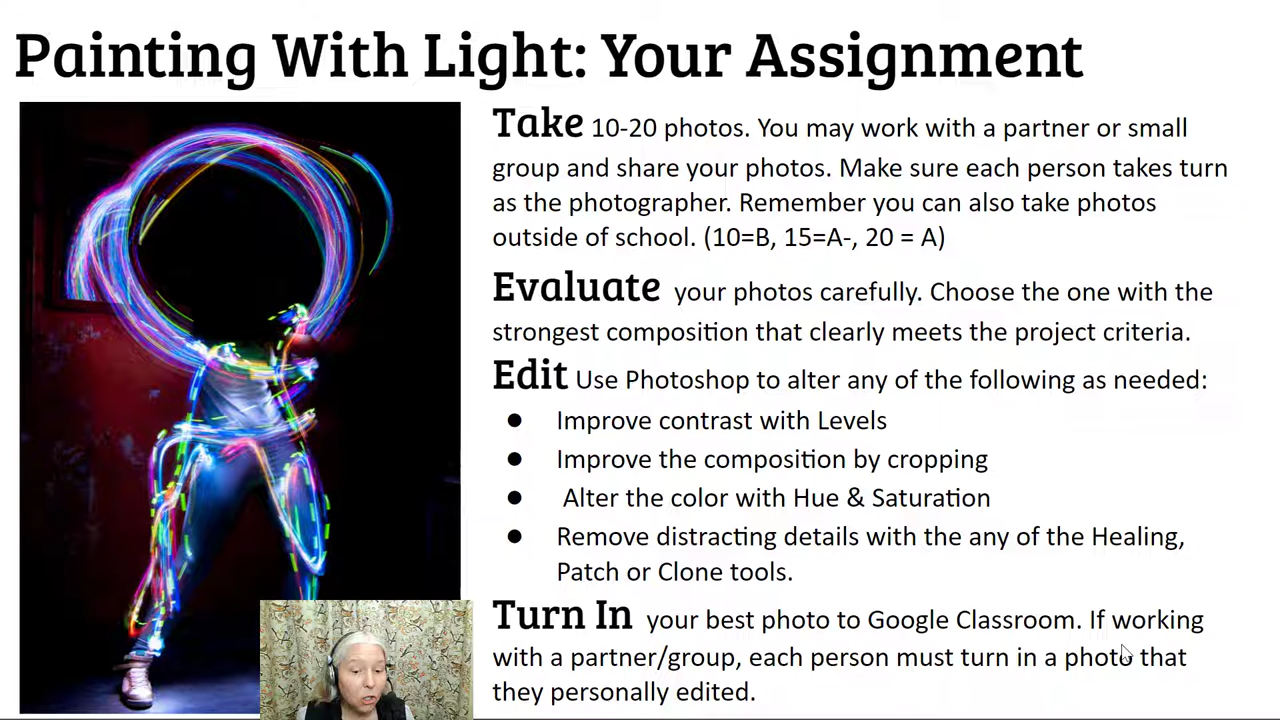 Painting With Light: Your Assignment
Take 10-20 photos. You may work with a partner or small
group and share your photos. Make sure each person takes turn
as the photographer. Remember you can also take photos
outside of school. (10=B, 15=A-, 20 = A)
Evaluate your photos carefully. Choose the one with the
strongest composition that clearly meets the project criteria.
Edit Use Photoshop to alter any of the following as needed:
● Improve contrast with Levels
● Improve the composition by cropping
● Alter the color with Hue & Saturation
● Remove distracting details with the any of the Healing,
Patch or Clone tools.
Turn In your best photo to Google Classroom. If working
with a partner/group, each person must turn in a photo that
they personally edited.